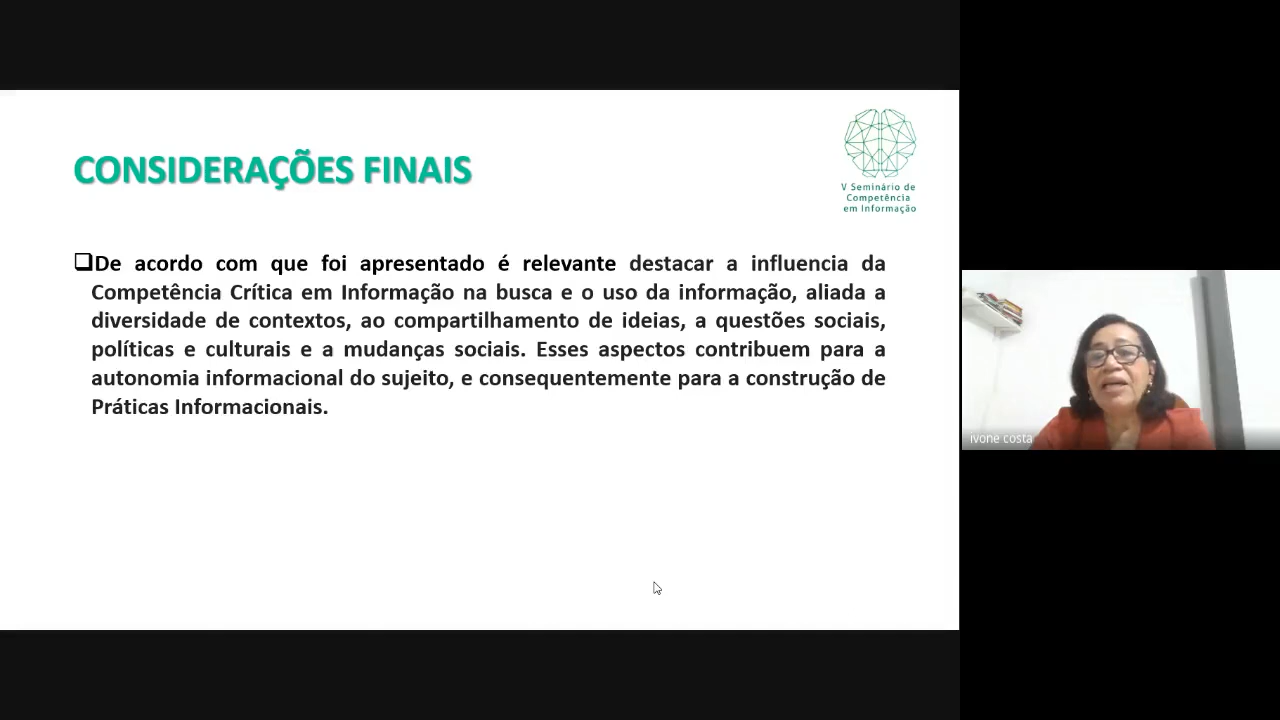 CONSIDERAÇÕES FINAIS
V Seminário de
Competência
em Informação
❑De acordo com que foi apresentado é relevante destacar a influencia da
Competência Crítica em Informação na busca e o uso da informação, aliada a
diversidade de contextos, ao compartilhamento de ideias, a questões sociais,
políticas e culturais e a mudanças sociais. Esses aspectos contribuem para a
autonomia informacional do sujeito, e consequentemente para a construção de
Práticas Informacionais.
ivone costa